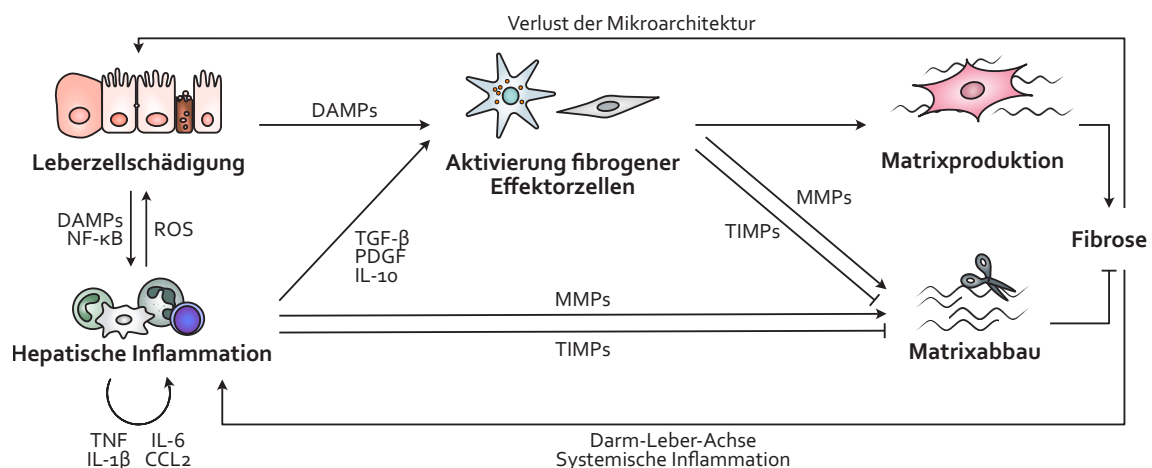 Verlust der Mikroarchitektur
DAMPs
Leberzellschädigung
Aktivierung fibrogener
Effektorzellen
Matrixproduktion
DAMPs
NF-κB
ROS
TGF-β
PDGF
IL-10
MMPs
TIMPs
Fibrose
MMPs
TIMPs
Hepatische Inflammation
Matrixabbau
TNF
IL-1β
IL-6
CCL2
Darm-Leber-Achse
Systemische Inflammation